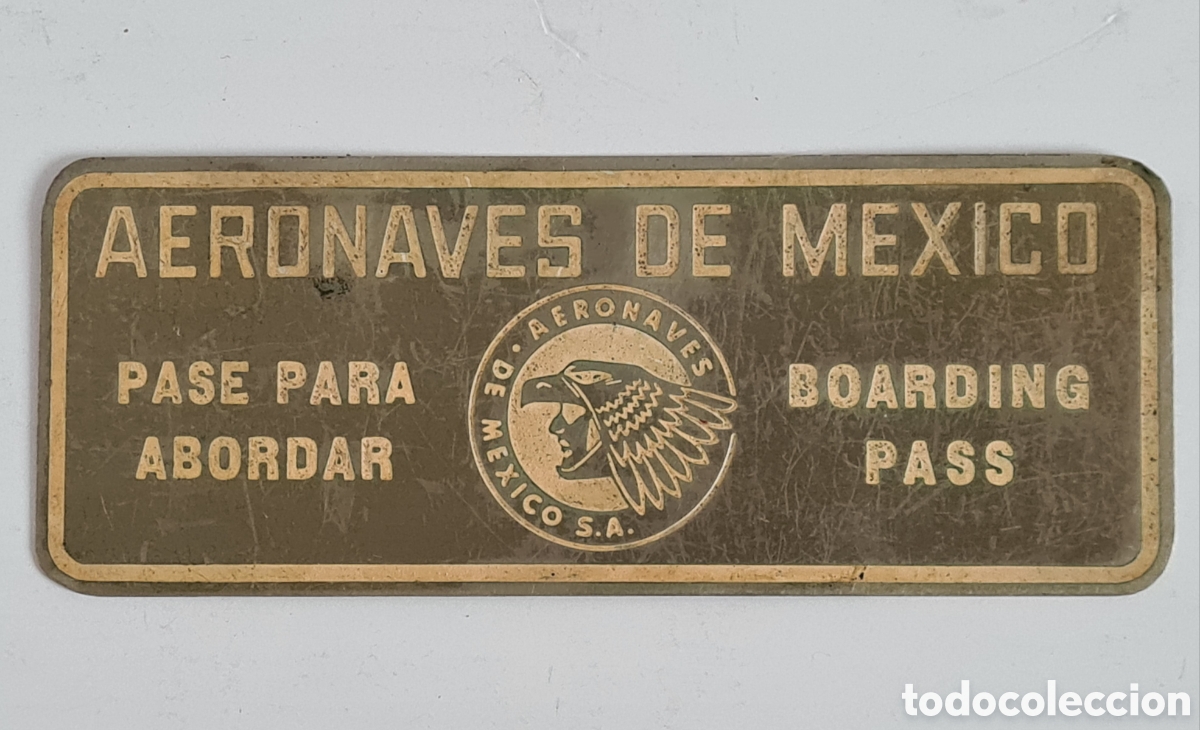 AERONAVES DE MEXICO
PASE PARA
ABORDAR
AERONAVES
DE MEXICO S.A.
BOARDING
PASS
todocoleccion